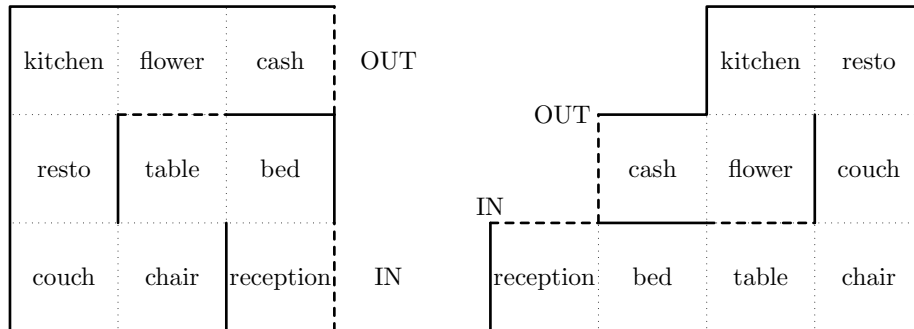 kitchen flower cash OUT
resto table bed
couch chair reception IN
kitchen resto
OUT
cash flower couch
IN
reception bed table chair